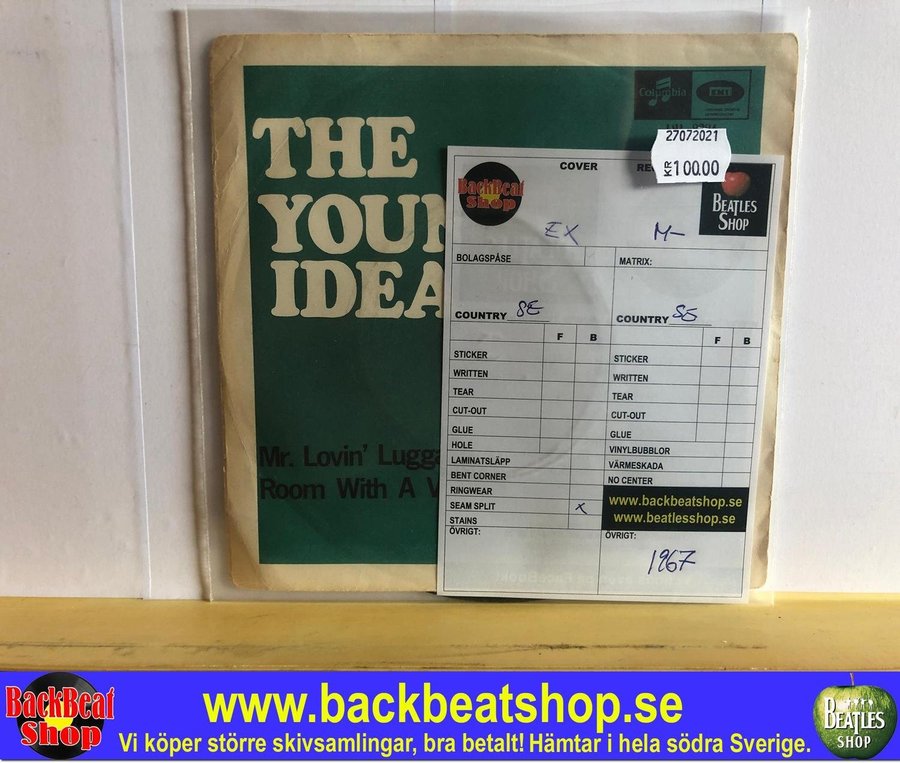 THE
YOUN
IDEA
Columbia
EMI
Mr. Lovin' Lugga
Room With A V
27072021
KR 100.00
COVER
RE
BackBeat
Shop
BEATLES
SHOP
EX
M-
BOLAGSPÅSE
MATRIX:
COUNTRY SE
COUNTRY SE
F B
F B
STICKER
STICKER
WRITTEN
WRITTEN
TEAR
TEAR
CUT-OUT
CUT-OUT
GLUE
GLUE
HOLE
VINYLBUBBLOR
LAMINATSLÄPP
VÄRMESKADA
BENT CORNER
NO CENTER
RINGWEAR
www.backbeatshop.se
SEAM SPLIT x
www.beatlesshop.se
STAINS
ÖVRIGT:
ÖVRIGT:
1967
BackBeat
Shop
www.backbeatshop.se
Vi köper större skivsamlingar, bra betalt! Hämtar i hela södra Sverige.
BEATLES
SHOP